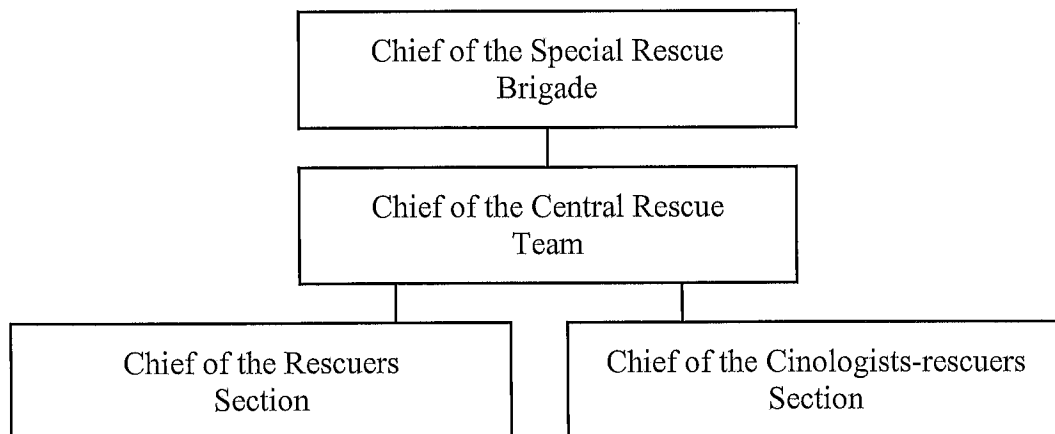 Chief of the Special Rescue
Brigade
Chief of the Central Rescue
Team
Chief of the Rescuers
Section
Chief of the Cinologists-rescuers
Section